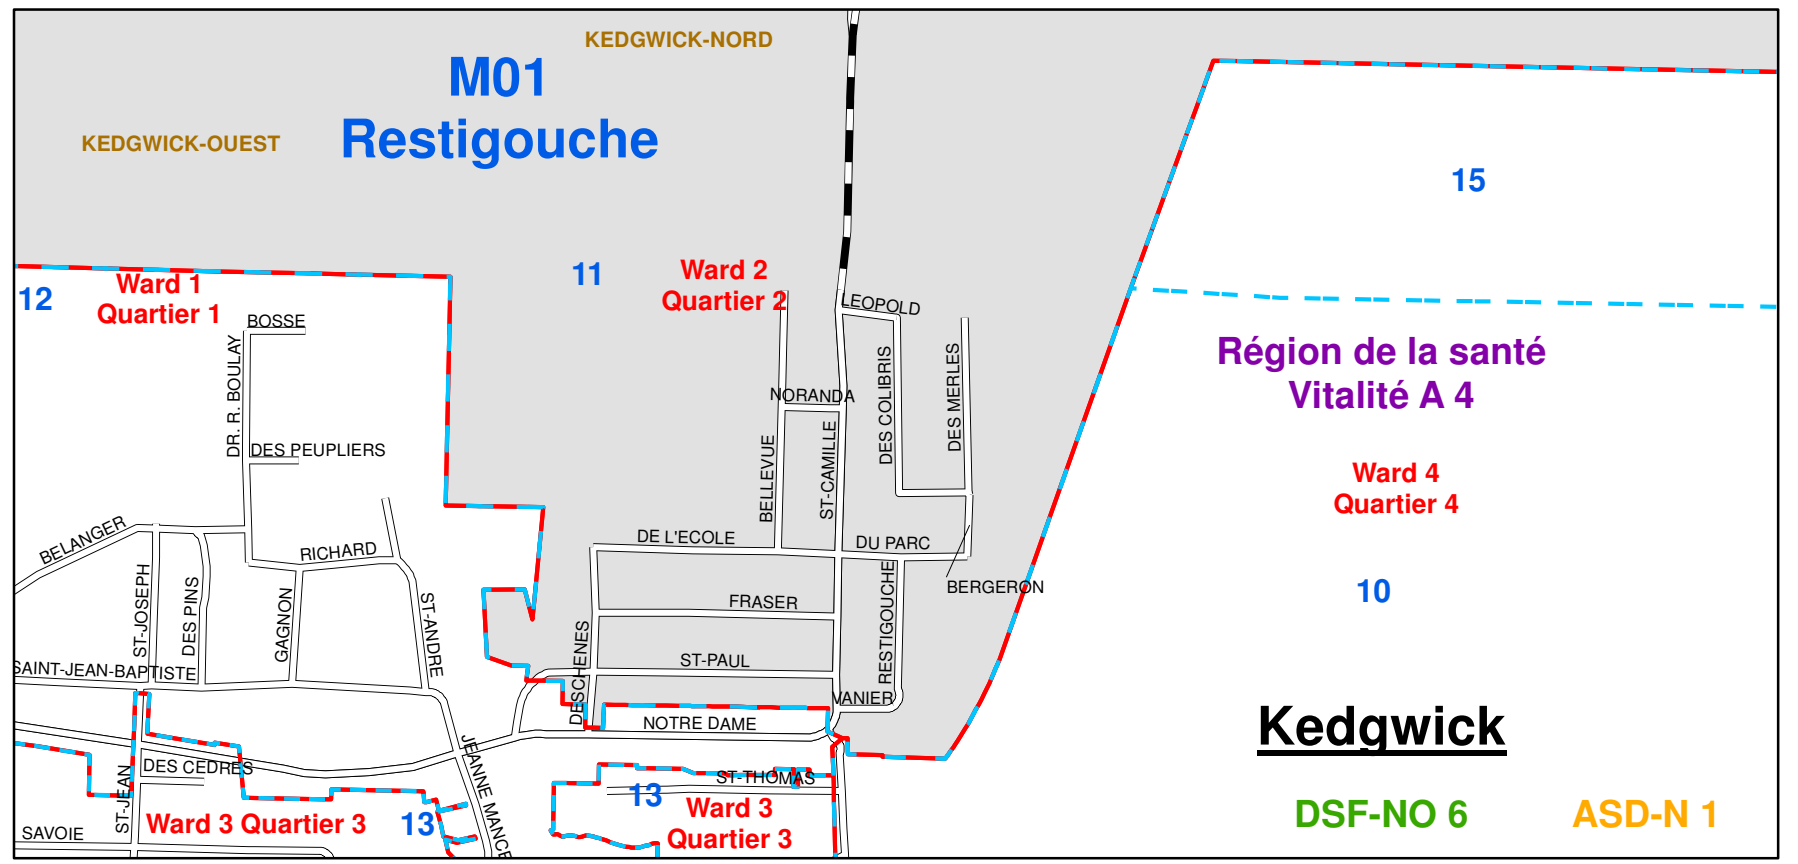 KEDGWICK-NORD
M01
Restigouche
KEDGWICK-OUEST
15
11
Ward 2
Quartier 2
12
Ward 1
Quartier 1
LEOPOLD
BOSSE
DR. R. BOULAY
DES PEUPLIERS
NORANDA
BELLEVUE
ST-CAMILLE
DES COLIBRIS
DES MERLES
Région de la santé
Vitalité A 4
Ward 4
Quartier 4
BELANGER
RICHARD
DE L'ECOLE
DU PARC
BERGERON
10
ST-JOSEPH
DES PINS
GAGNON
ST-ANDRE
FRASER
RESTIGOUCHE
DESCHENES
ST-PAUL
SAINT-JEAN-BAPTISTE
VANIER
NOTRE DAME
Kedgwick
JEANNE MANCE
DES CEDRES
ST-THOMAS
ST-JEAN
13
Ward 3
Quartier 3
Ward 3 Quartier 3
13
SAVOIE
DSF-NO 6
ASD-N 1